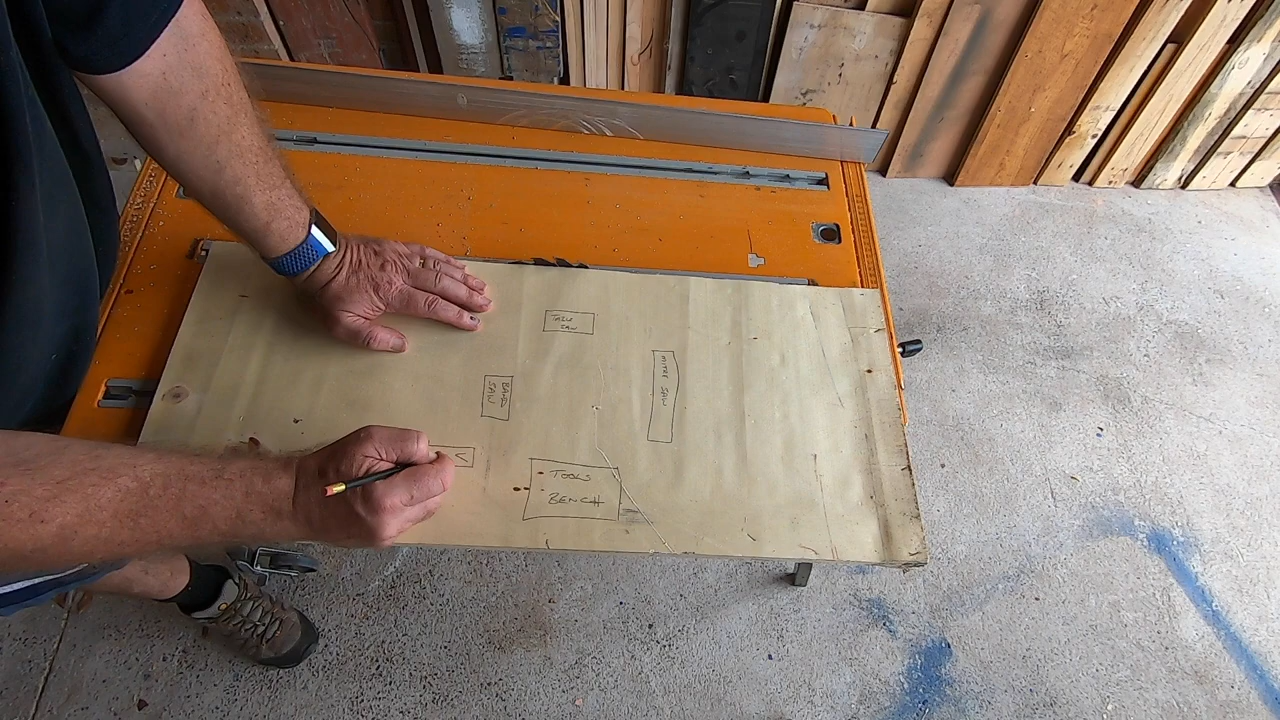 TABLE
SAW
MITRE SAW
BAND
SAW
V
TOOLS
BENCH